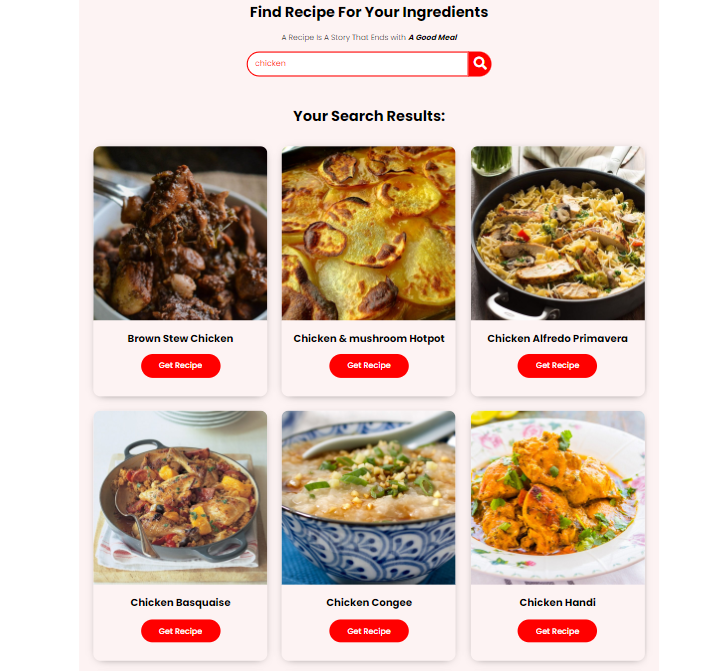 Find Recipe For Your Ingredients
A Recipe Is A Story That Ends with A Good Meal
chicken
Your Search Results:
Brown Stew Chicken
Chicken & mushroom Hotpot
Chicken Alfredo Primavera
Get Recipe
Get Recipe
Get Recipe
Chicken Basquaise
Chicken Congee
Chicken Handi
Get Recipe
Get Recipe
Get Recipe